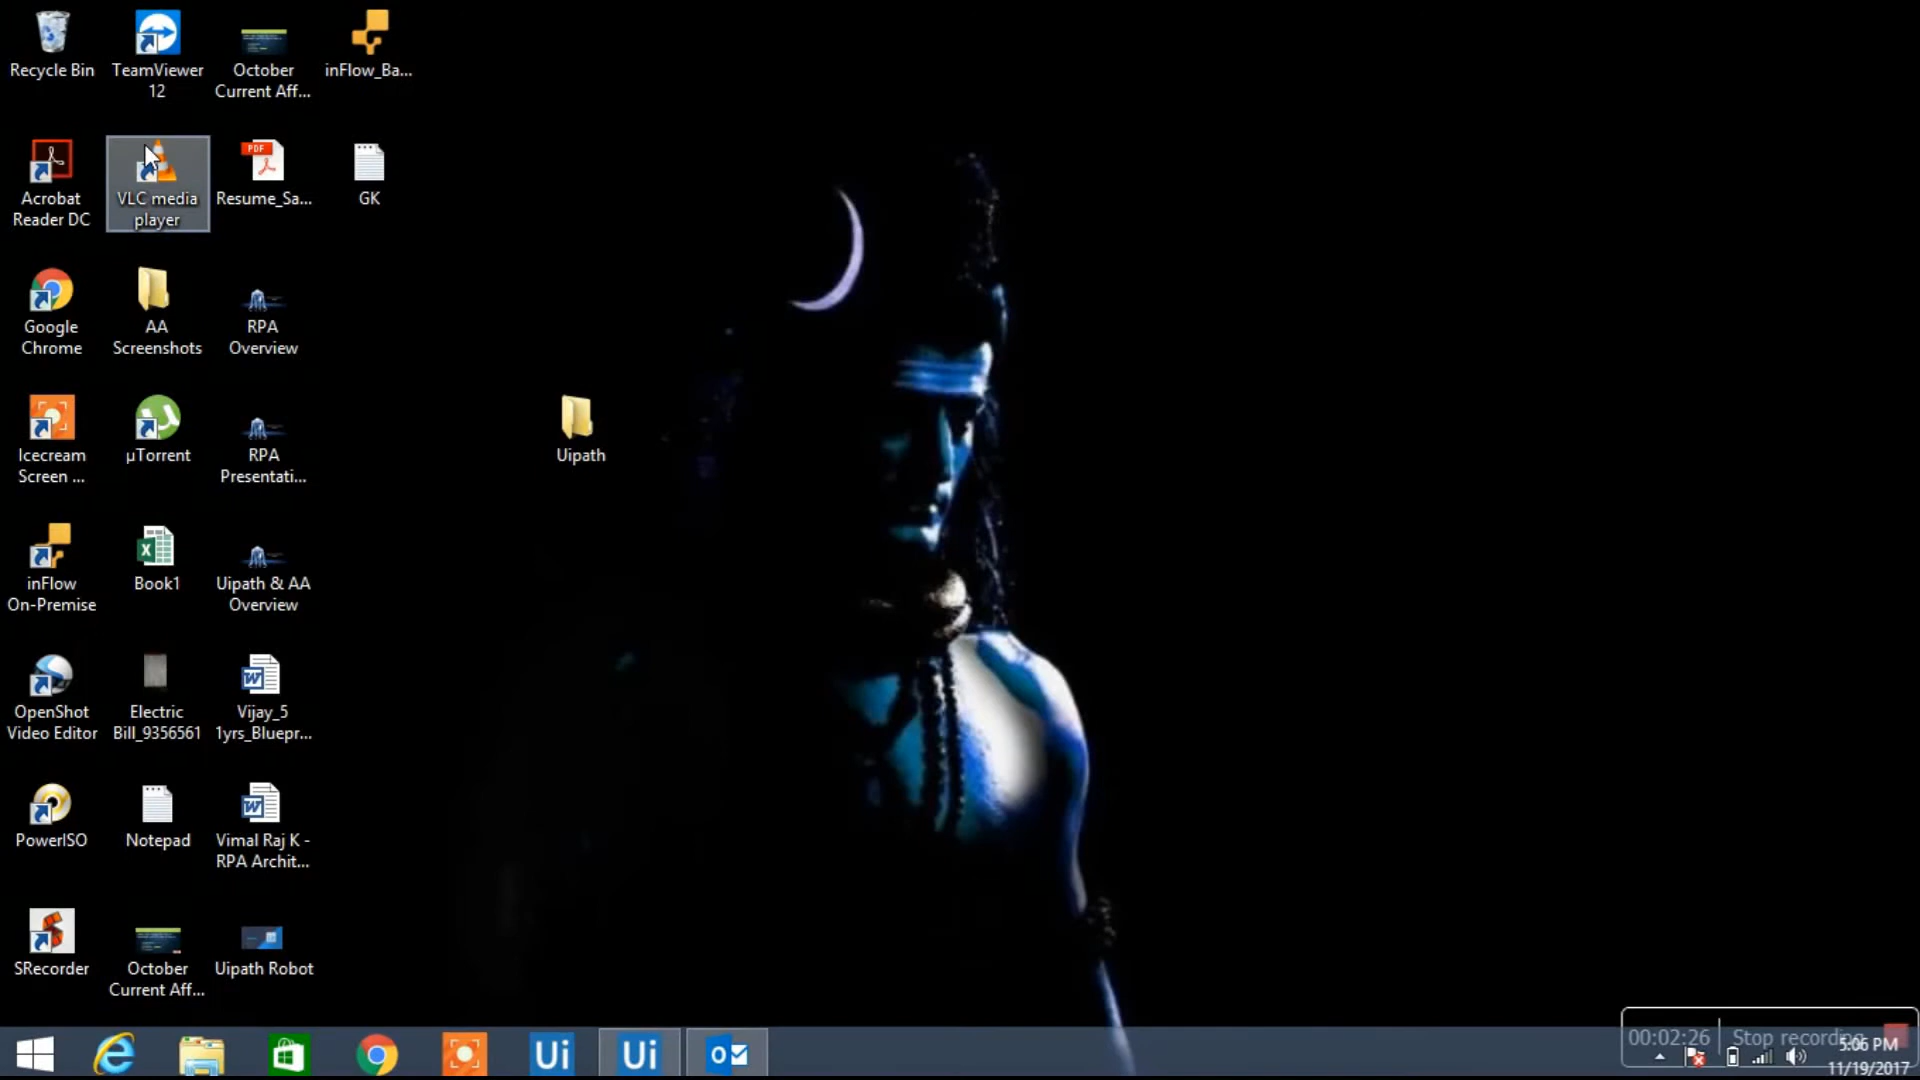 Recycle Bin
TeamViewer
12
October
Current Aff...
inFlow_Ba...
Acrobat
Reader DC
VLC media
player
PDF
Resume_Sa...
GK
Google
Chrome
AA
Screenshots
RPA
Overview
Icecream
Screen ...
µTorrent
RPA
Presentati...
Uipath
inFlow
On-Premise
Book1
Uipath & AA
Overview
OpenShot
Video Editor
Electric
Bill_9356561
Vijay_5
1yrs_Bluepr...
PowerISO
Notepad
Vimal Raj K -
RPA Archit...
SRecorder
October
Current Aff...
Uipath Robot
Ui
Ui
00:02:26
Stop recording
5:06 PM
11/19/2017